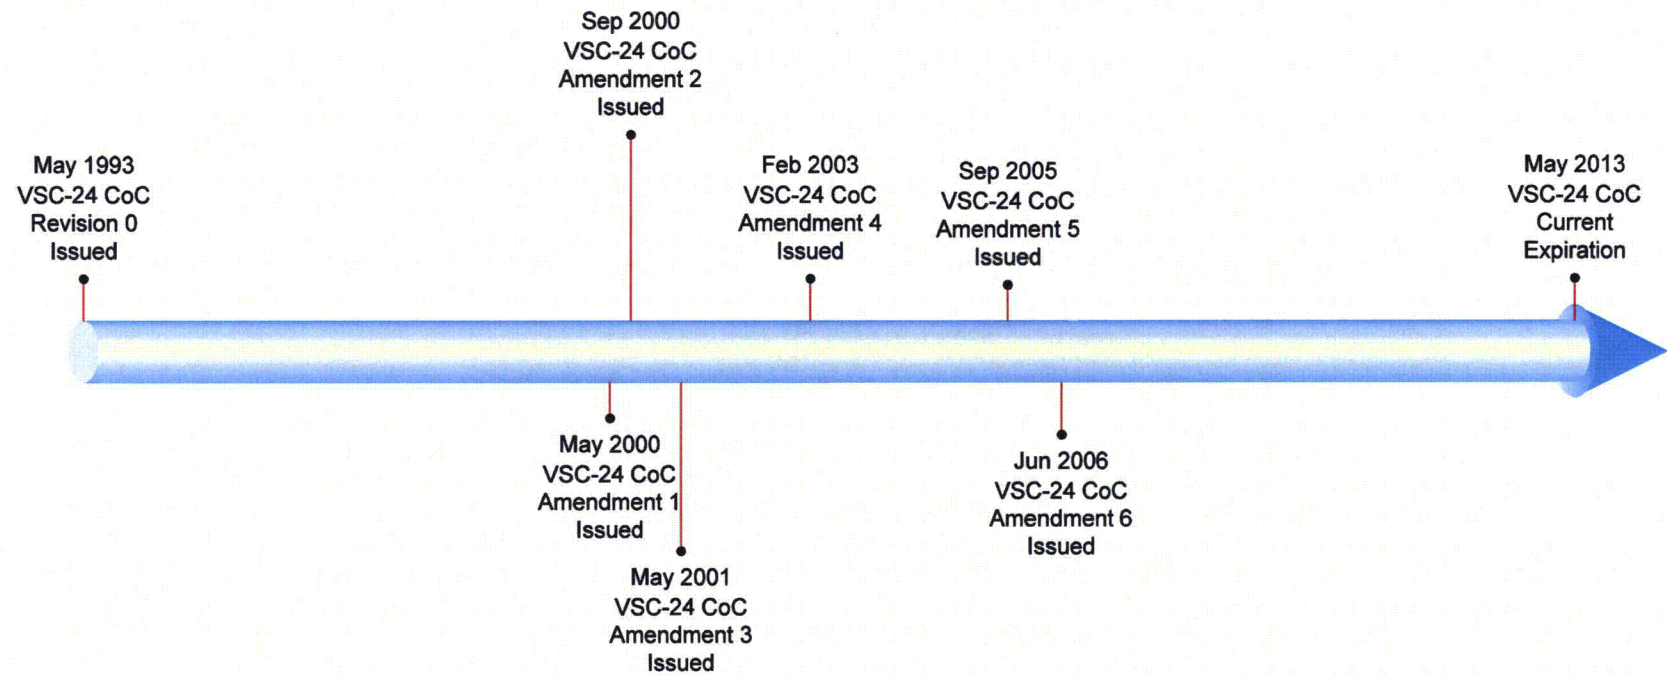 Sep 2000
VSC-24 CoC
Amendment 2
Issued
May 1993
VSC-24 CoC
Revision 0
Issued
Feb 2003
VSC-24 CoC
Amendment 4
Issued
Sep 2005
VSC-24 CoC
Amendment 5
Issued
May 2013
VSC-24 CoC
Current
Expiration
May 2000
VSC-24 CoC
Amendment 1
Issued
Jun 2006
VSC-24 CoC
Amendment 6
Issued
May 2001
VSC-24 CoC
Amendment 3
Issued